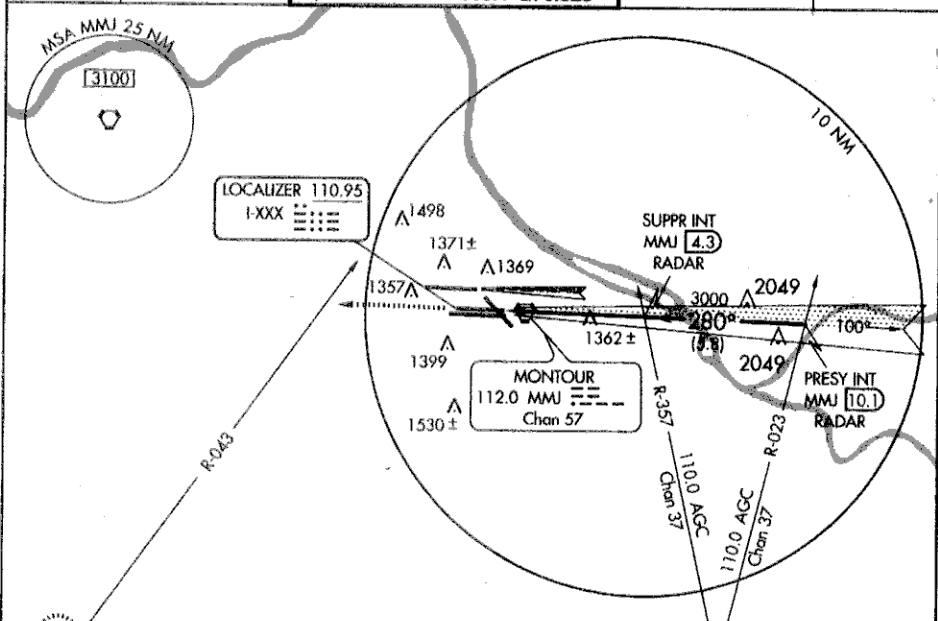 MSA MMJ 25 NM
3100
10 NM
LOCALIZER 110.95
I-XXX
1498
1371±
1369
1357
SUPPR INT
MMJ 4.3
RADAR
3000
2049
280°
(5.8)
100°
1362 ±
2049
1399
MONTOUR
112.0 MMJ
Chan 57
PRESY INT
MMJ 10.1
RADAR
1530 ±
R-043
R-357
110.0 AGC
Chan 37
R-023
110.0 AGC
Chan 37